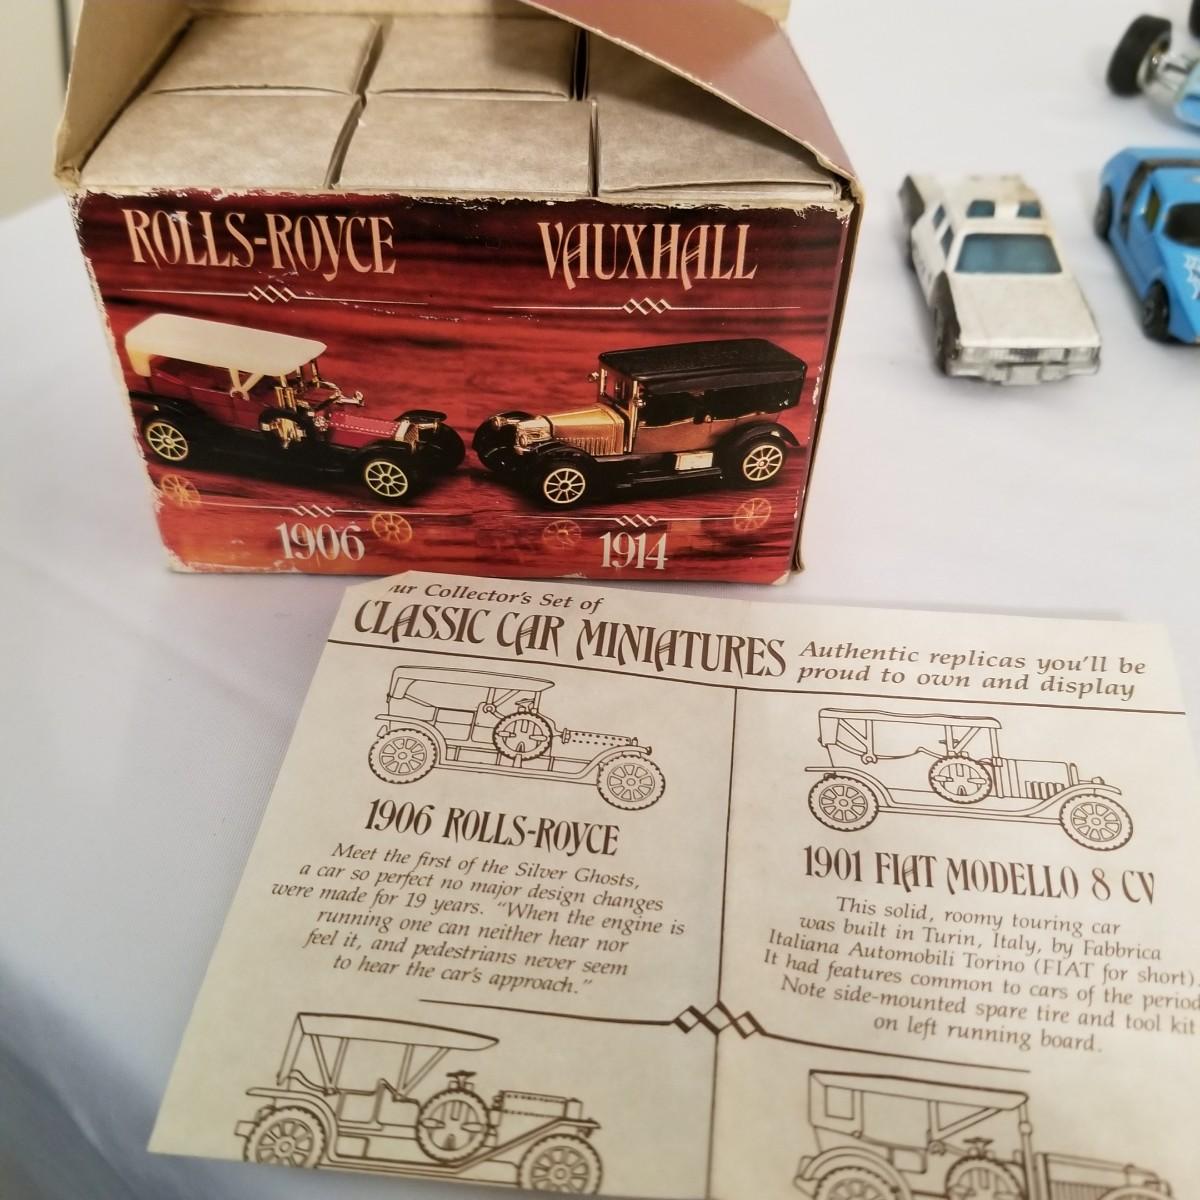 ROLLS-ROYCE
VAUXHALL
1906
1914
ur Collector's Set of
CLASSIC CAR MINIATURES
Authentic replicas you'll be
proud to own and display
1906 ROLLS-ROYCE
Meet the first of the Silver Ghosts,
a car so perfect no major design changes
were made for 19 years. "When the engine is
running one can neither hear nor
feel it, and pedestrians never seem
to hear the car's approach."
1901 FIAT MODELLO 8 CV
This solid, roomy touring car
was built in Turin, Italy, by Fabbrica
Italiana Automobili Torino (FIAT for short).
It had features common to cars of the period
Note side-mounted spare tire and tool kit
on left running board.